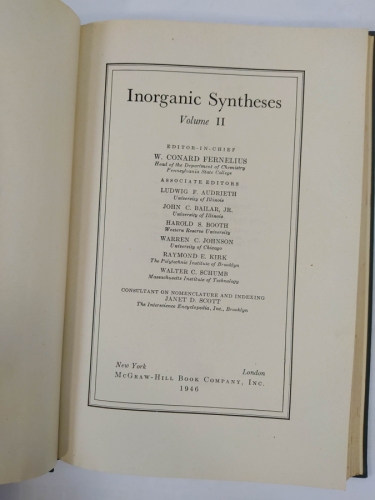 Inorganic Syntheses
Volume II
EDITOR-IN-CHIEF
W. CONARD FERNELIUS
Head of the Department of Chemistry
Pennsylvania State College
ASSOCIATE EDITORS
LUDWIG F. AUDRIETH
University of Illinois
JOHN C. BAILAR, JR.
University of Illinois
HAROLD S. BOOTH
Western Reserve University
WARREN C. JOHNSON
University of Chicago
RAYMOND E. KIRK
The Polytechnic Institute of Brooklyn
WALTER C. SCHUMB
Massachusetts Institute of Technology
CONSULTANT ON NOMENCLATURE AND INDEXING
JANET D. SCOTT
The Interscience Encyclopedia, Inc., Brooklyn
New York London
MCGRAW-HILL BOOK COMPANY, INC.
1946